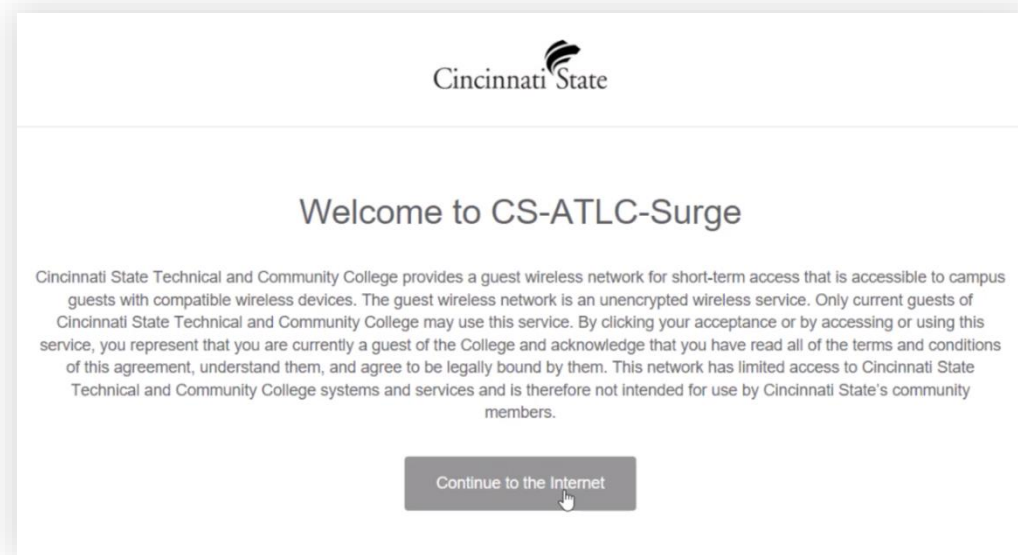 Cincinnati State
Welcome to CS-ATLC-Surge
Cincinnati State Technical and Community College provides a guest wireless network for short-term access that is accessible to campus
guests with compatible wireless devices. The guest wireless network is an unencrypted wireless service. Only current guests of
Cincinnati State Technical and Community College may use this service. By clicking your acceptance or by accessing or using this
service, you represent that you are currently a guest of the College and acknowledge that you have read all of the terms and conditions
of this agreement, understand them, and agree to be legally bound by them. This network has limited access to Cincinnati State
Technical and Community College systems and services and is therefore not intended for use by Cincinnati State's community
members.
Continue to the Internet